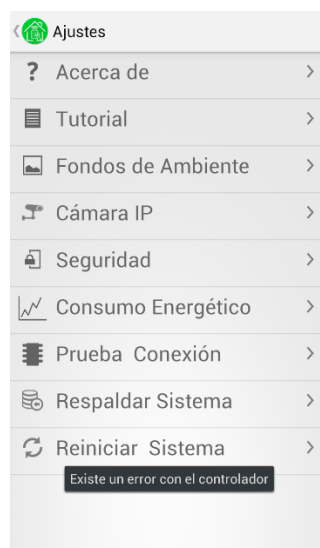 Ajustes
Acerca de
Tutorial
Fondos de Ambiente
Cámara IP
Seguridad
Consumo Energético
Prueba Conexión
Respaldar Sistema
Reiniciar Sistema
Existe un error con el controlador